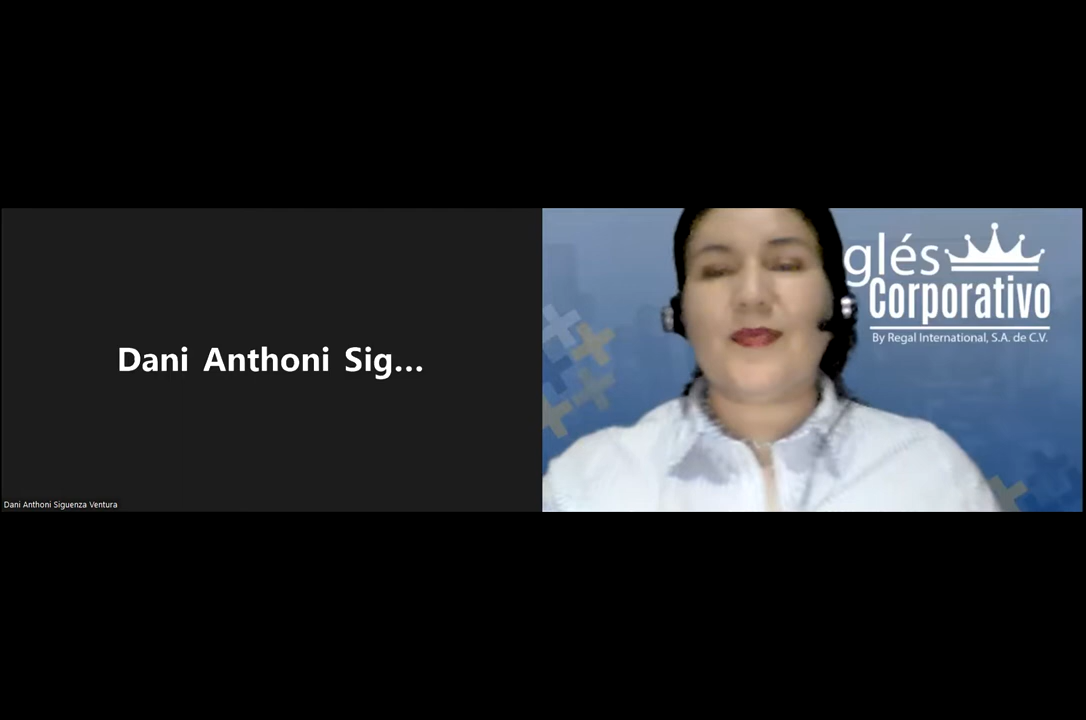 Dani Anthoni Sig...
Dani Anthoni Siguenza Ventura
glés
Corporativo
By Regal International, S.A. de C.V.